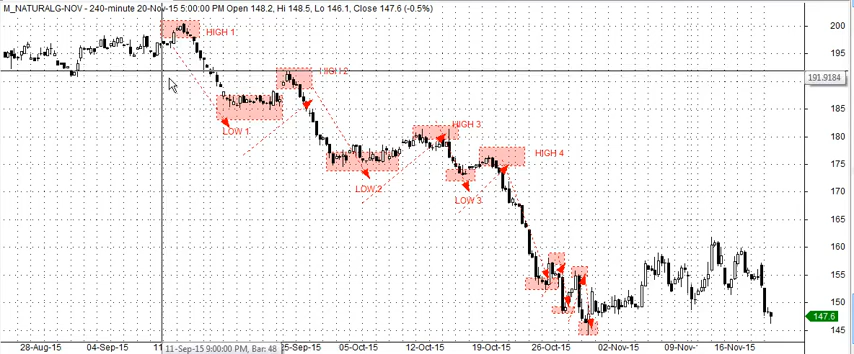 M_NATURALG-NOV - 240-minute 20-Nov-15 5:00:00 PM Open 148.2, Hi 148.5, Lo 146.1, Close 147.6 (-0.5%)
200
HIGH 1
195
HIGH 2
191.9184
185
LOW 1
HIGH 3
180
HIGH 4
175
LOW 2
170
LOW 3
165
160
155
150
147.6
145
28-Aug-15
04-Sep-15
11
11-Sep-15 9:00:00 PM, Bar: 48
25-Sep-15
05-Oct-15
12-Oct-15
19-Oct-15
26-Oct-15
02-Nov-15
09-Nov-15
16-Nov-15